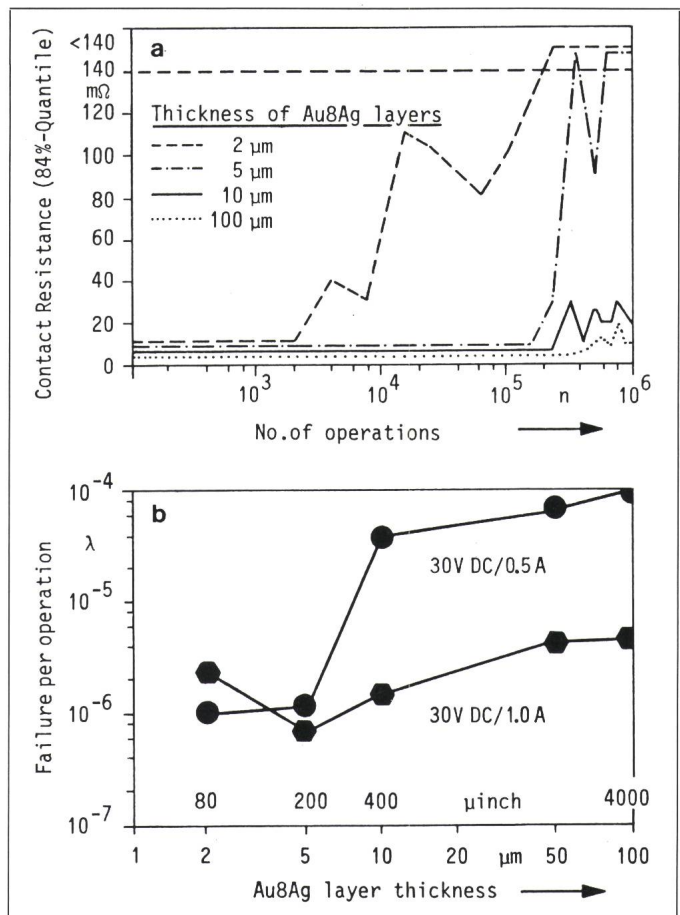 a
<140
140
mΩ
120
100
80
60
40
20
0
Contact Resistance (84%-Quantile)
Thickness of Au8Ag layers
2 µm
5 µm
10 µm
100 µm
10³ 10⁴ 10⁵ n 10⁶
No.of operations
b
10⁻⁴
λ
10⁻⁵
10⁻⁶
10⁻⁷
Failure per operation
30V DC/0.5A
30V DC/1.0A
80 200 400 µinch 4000
1 2 5 10 20 µm 50 100
Au8Ag layer thickness